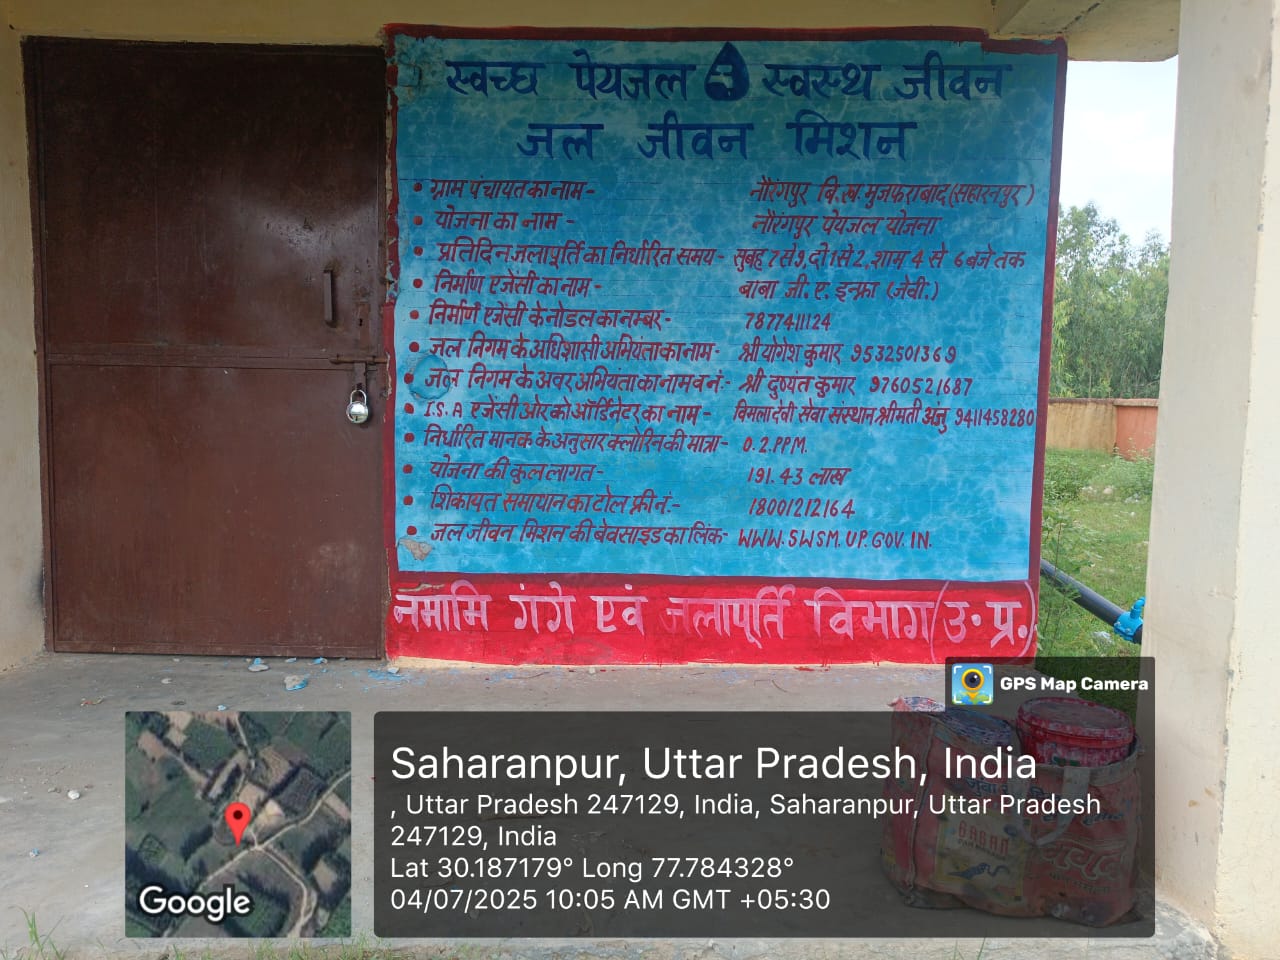 स्वच्छ पेयजल स्वस्थ जीवन
जल जीवन मिशन
• ग्राम पंचायत का नाम- नौरंगपुर वि.ख. मुजफराबाद (सहारनपुर)
• योजना का नाम - नौरंगपुर पेयजल योजना
• प्रतिदिन जलापूर्ति का निर्धारित समय- सुबह 7 से 9, दो 1 से 2, शाम 4 से 6 बजे तक
• निर्माण एजेंसी का नाम- बाबा जी. ए. इन्फ्रा (जेवी.)
• निर्माण एजेंसी के नोडल का नम्बर- 7877411124
• जल निगम के अधिशासी अभियंता का नाम- श्री योगेश कुमार 9532501369
• जल निगम के अवर अभियंता का नाम व नं:- श्री दुष्यंत कुमार 9760521687
• I.S.A एजेंसी ओर कोऑर्डिनेटर का नाम- विमला देवी सेवा संस्थान श्रीमती अंजु 9411458280
• निर्धारित मानक के अनुसार क्लोरिन की मात्रा- 0.2.PPM.
• योजना की कुल लागत- 191.43 लाख
• शिकायत समाधान का टोल फ्री नं:- 18001212164
• जल जीवन मिशन की बेवसाइड का लिंक- WWW.SWSM.UP.GOV.IN.
नमामि गंगे एवं जलापूर्ति विभाग (उ.प्र.)
GPS Map Camera
Saharanpur, Uttar Pradesh, India
, Uttar Pradesh 247129, India, Saharanpur, Uttar Pradesh
247129, India
Lat 30.187179° Long 77.784328°
04/07/2025 10:05 AM GMT +05:30
Google